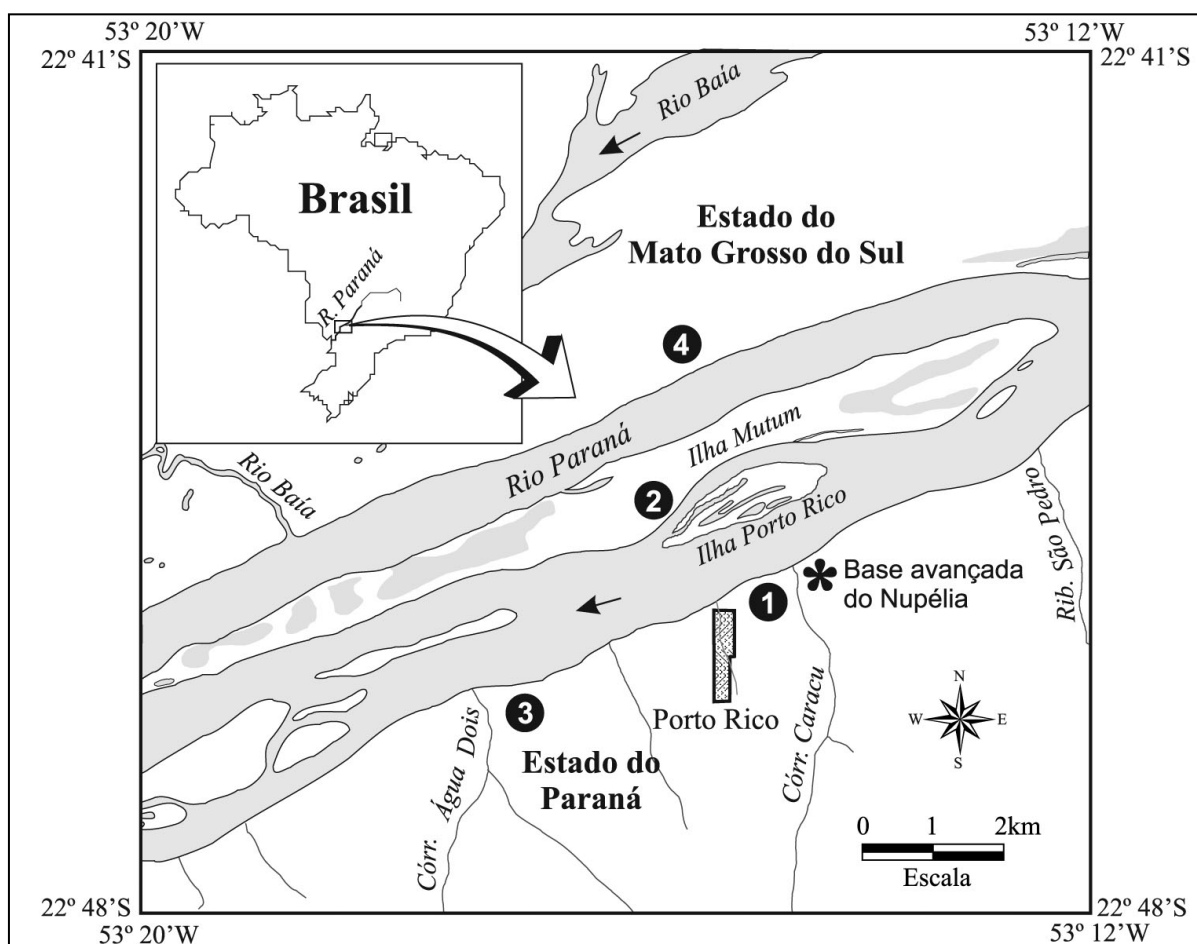 53º 20’W
53º 12’W
22º 41’S
22º 41’S
Rio Baía
Brasil
R. Paraná
Estado do
Mato Grosso do Sul
4
Rio Paraná
Ilha Mutum
Rio Baía
2
Ilha Porto Rico
Rib. São Pedro
Base avançada
do Nupélia
1
3
Porto Rico
Córr. Água Dois
Estado do
Paraná
Córr. Caracu
N
W
E
S
0 1 2km
Escala
22º 48’S
22º 48’S
53º 20’W
53º 12’W